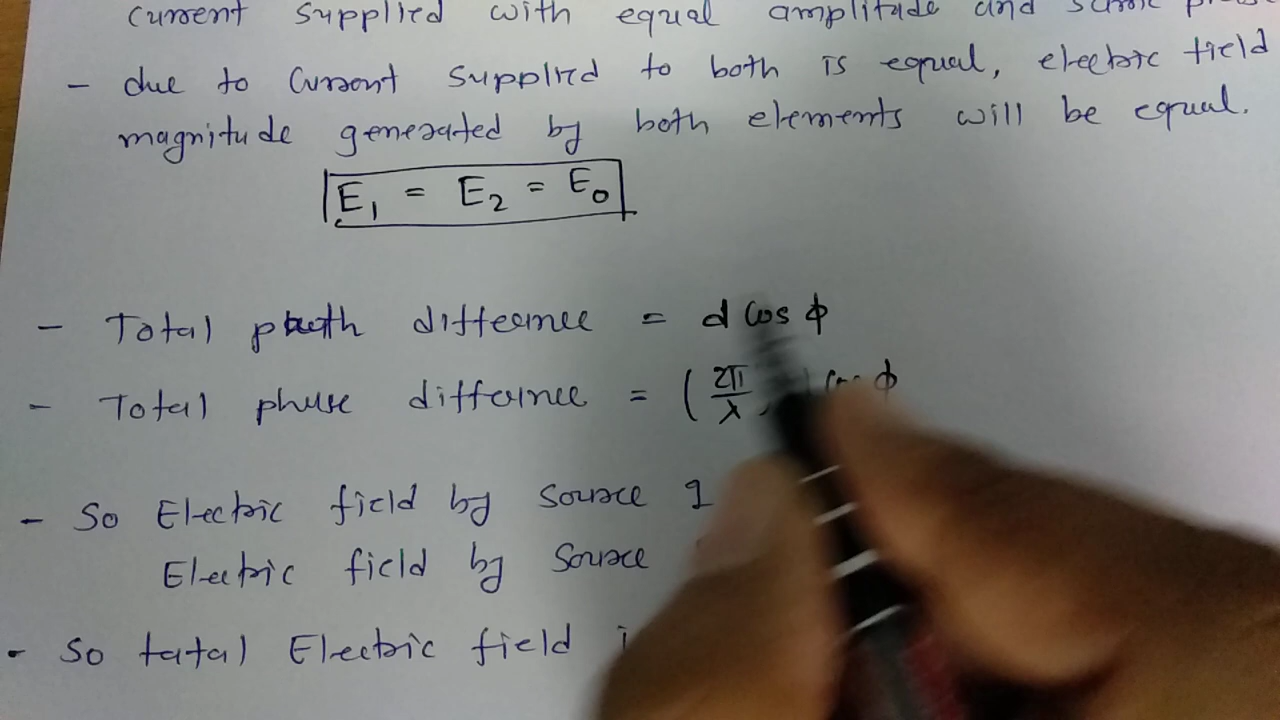 current supplied with equal amplitude and same
- due to current supplied to both is equal, electric field
magnitude generated by both elements will be equal.
E₁ = E₂ = E₀
- Total path difference = d cos φ
- Total phase difference = (2π/λ cos φ
- So Electric field by source 1
Electric field by source
- So total Electric field